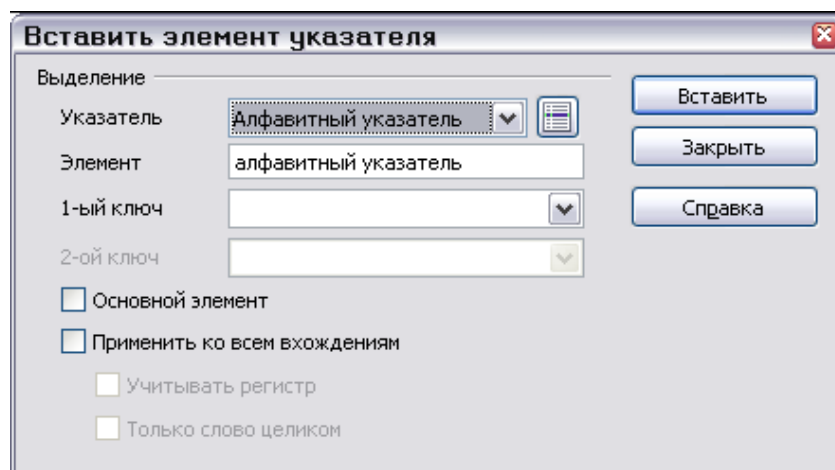 Вставить элемент указателя
Выделение
Указатель
Алфавитный указатель
Элемент
алфавитный указатель
1-ый ключ
2-ой ключ
Основной элемент
Применить ко всем вхождениям
Учитывать регистр
Только слово целиком
Вставить
Закрыть
Справка